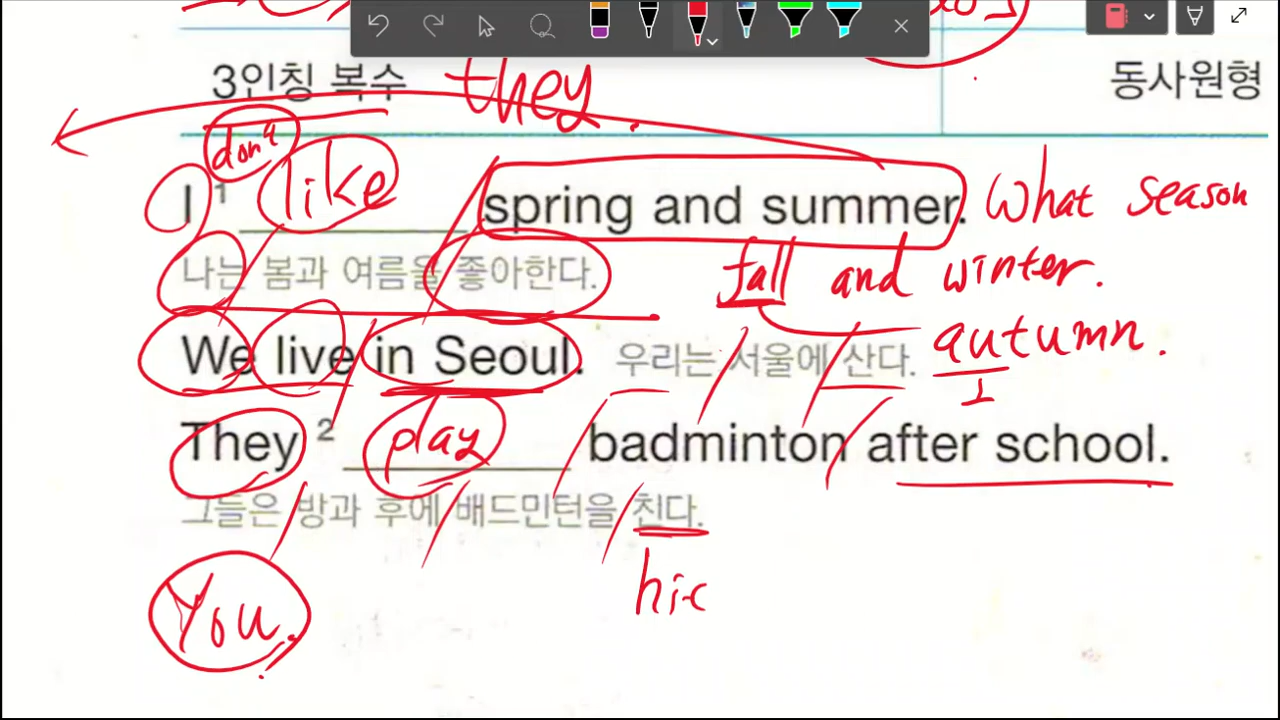 3인칭 복수 they. 동사원형
don't
I 1 like spring and summer. What season
나는 봄과 여름을 좋아한다. fall and winter.
We live in Seoul. 우리는 서울에 산다. autumn.
They 2 play badminton after school.
그들은 방과 후에 배드민턴을 친다.
You.